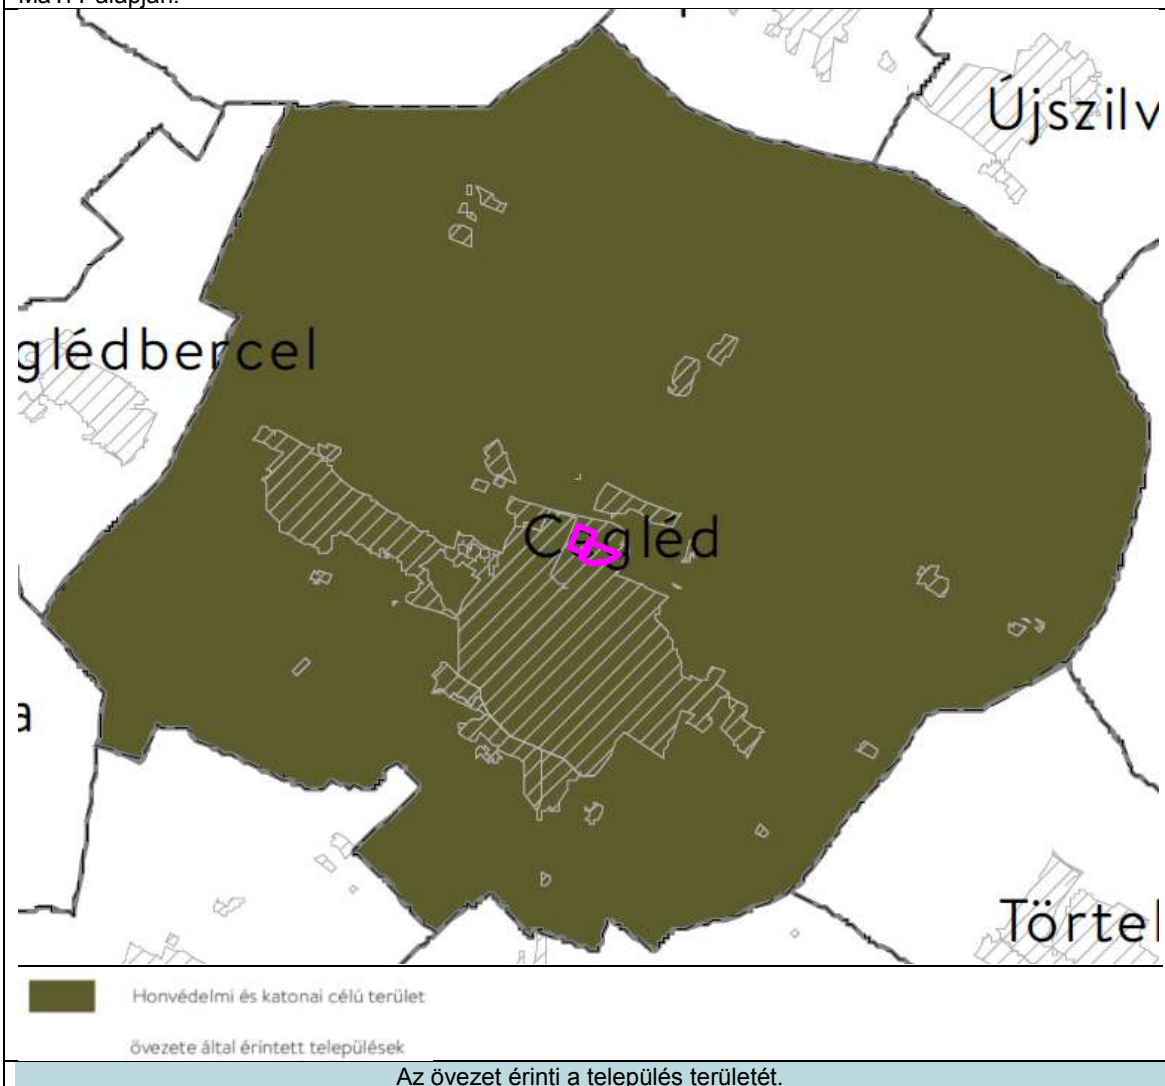 Újszilv
glédbercel
Cegléd
a
Törtel
Honvédelmi és katonai célú terület
övezete által érintett települések
Az övezet érinti a település területét.